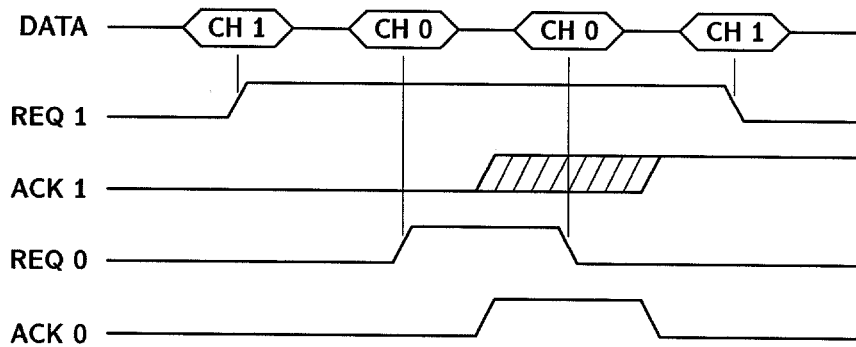 DATA CH 1 CH 0 CH 0 CH 1
REQ 1
ACK 1
REQ 0
ACK 0